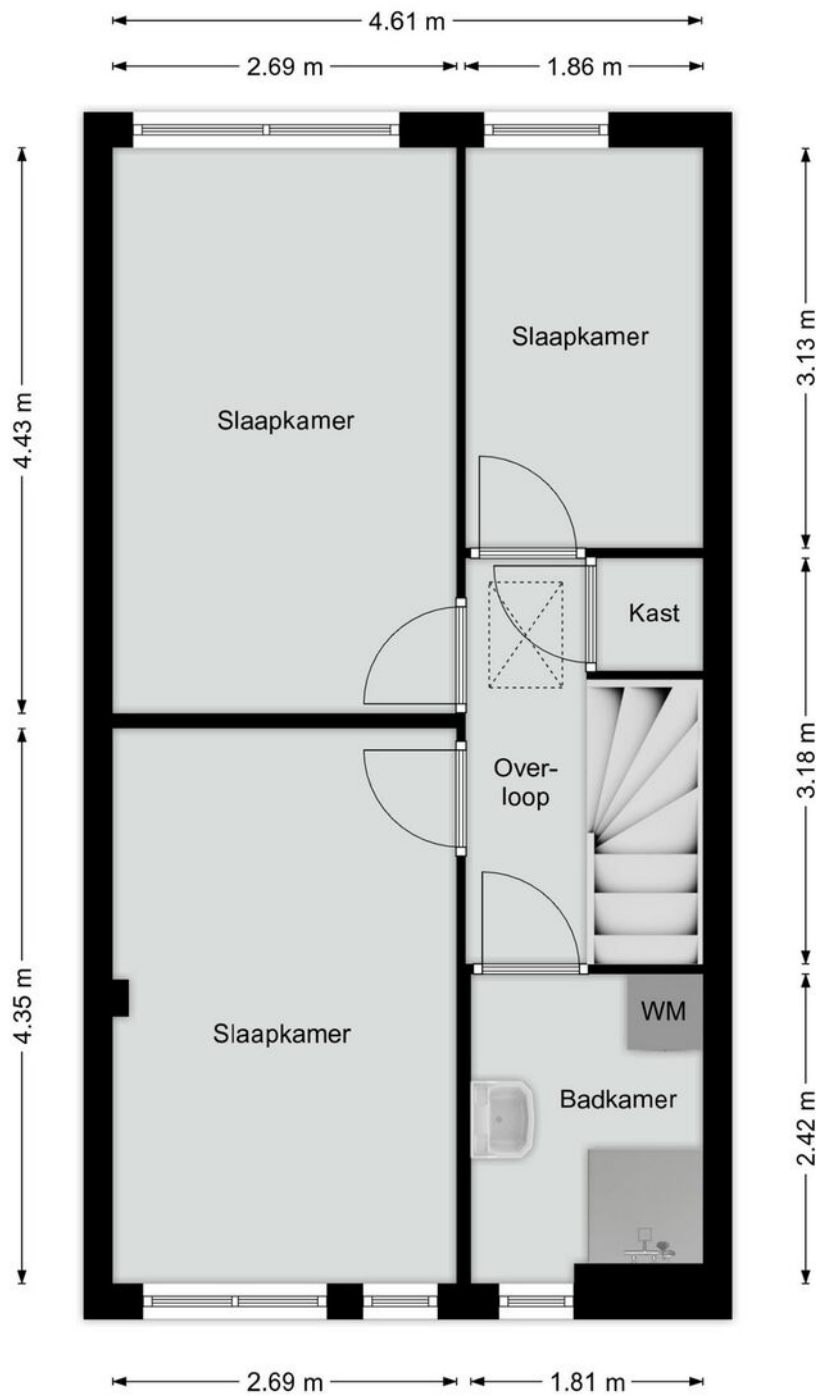 4.61 m
2.69 m
1.86 m
4.43 m
3.13 m
Slaapkamer
Slaapkamer
Kast
3.18 m
Over-
loop
4.35 m
Slaapkamer
WM
Badkamer
2.42 m
2.69 m
1.81 m